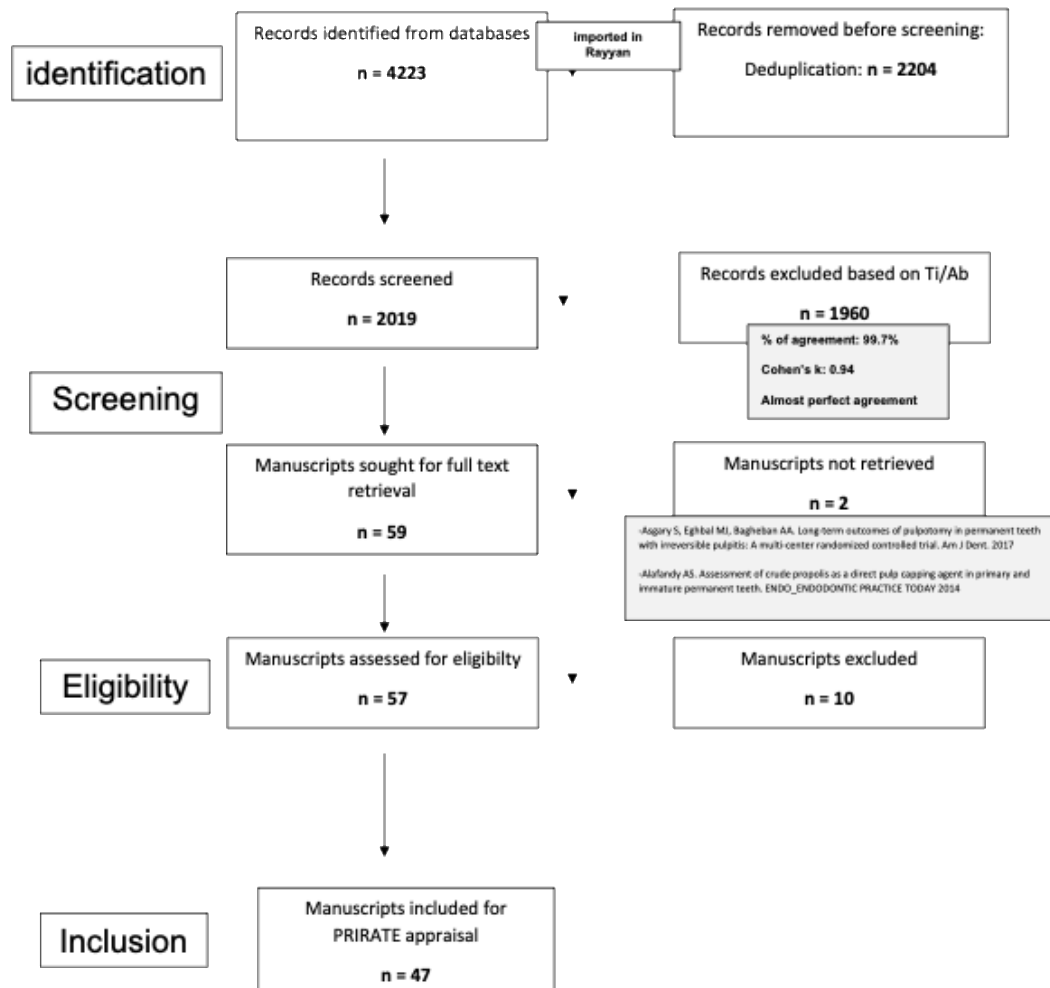 identification
Records identified from databases
n = 4223
imported in
Rayyan
Records removed before screening:
Deduplication: n = 2204
Records screened
n = 2019
Records excluded based on Ti/Ab
n = 1960
% of agreement: 99.7%
Cohen's k: 0.94
Almost perfect agreement
Screening
Manuscripts sought for full text
retrieval
n = 59
Manuscripts not retrieved
n = 2
-Asgary S, Eghbal MJ, Bagheban AA. Long-term outcomes of pulpotomy in permanent teeth
with irreversible pulpitis: A multi-center randomized controlled trial. Am J Dent. 2017
-Alafandy AS. Assessment of crude propolis as a direct pulp capping agent in primary and
immature permanent teeth. ENDO_ENDODONTIC PRACTICE TODAY 2014
Eligibility
Manuscripts assessed for eligibilty
n = 57
Manuscripts excluded
n = 10
Inclusion
Manuscripts included for
PRIRATE appraisal
n = 47